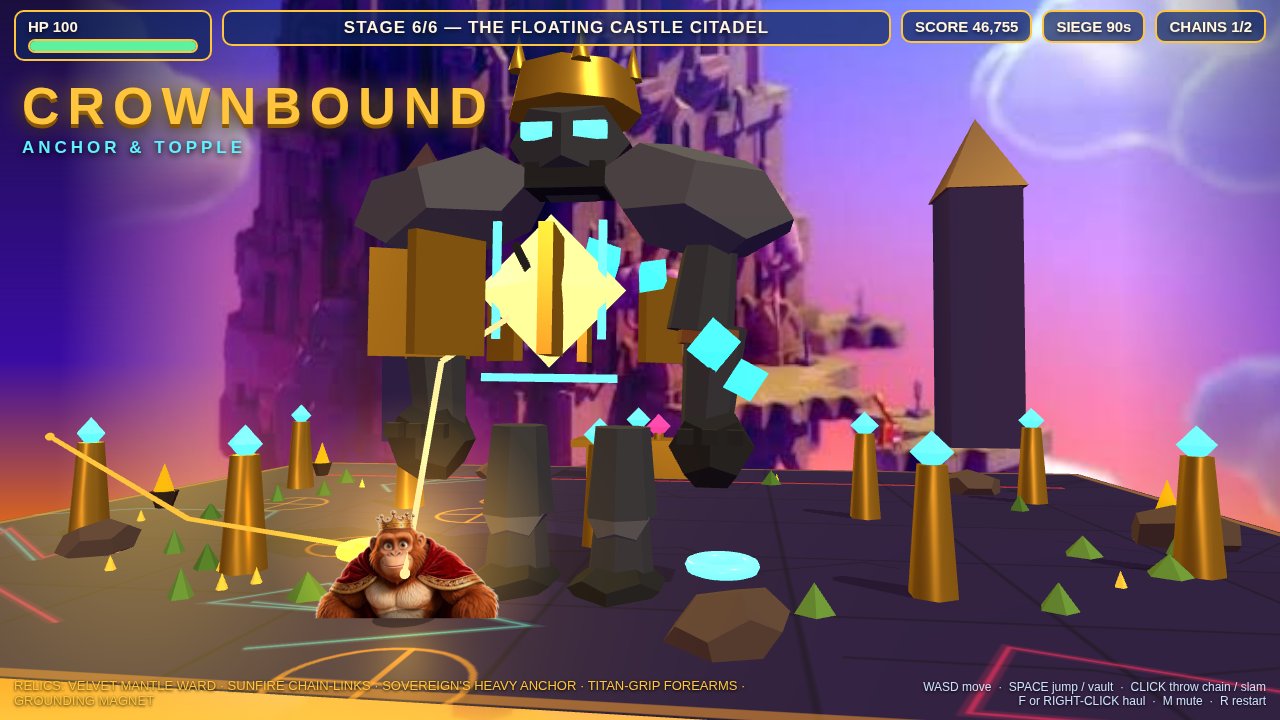 HP 100
STAGE 6/6 — THE FLOATING CASTLE CITADEL
SCORE 46,755
SIEGE 90s
CHAINS 1/2
CROWNBOUND
ANCHOR & TOPPLE
RELICS: VELVET MANTLE-WARD · SUNFIRE CHAIN-LINKS · SOVEREIGN'S HEAVY ANCHOR · TITAN-GRIP FOREARMS ·
GROUNDING MAGNET
WASD move · SPACE jump / vault · CLICK throw chain / slam
F or RIGHT-CLICK haul · M mute · R restart